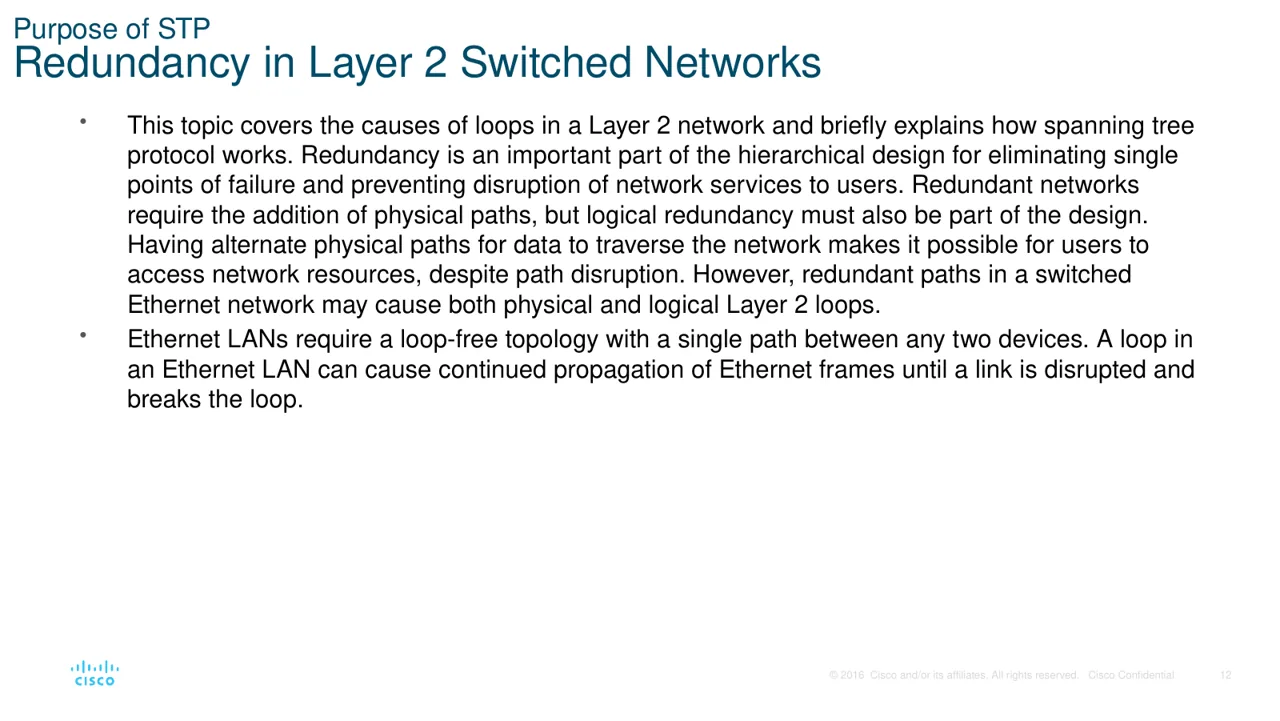 Purpose of STP
Redundancy in Layer 2 Switched Networks
• This topic covers the causes of loops in a Layer 2 network and briefly explains how spanning tree
protocol works. Redundancy is an important part of the hierarchical design for eliminating single
points of failure and preventing disruption of network services to users. Redundant networks
require the addition of physical paths, but logical redundancy must also be part of the design.
Having alternate physical paths for data to traverse the network makes it possible for users to
access network resources, despite path disruption. However, redundant paths in a switched
Ethernet network may cause both physical and logical Layer 2 loops.
• Ethernet LANs require a loop-free topology with a single path between any two devices. A loop in
an Ethernet LAN can cause continued propagation of Ethernet frames until a link is disrupted and
breaks the loop.
CISCO
© 2016 Cisco and/or its affiliates. All rights reserved. Cisco Confidential 12